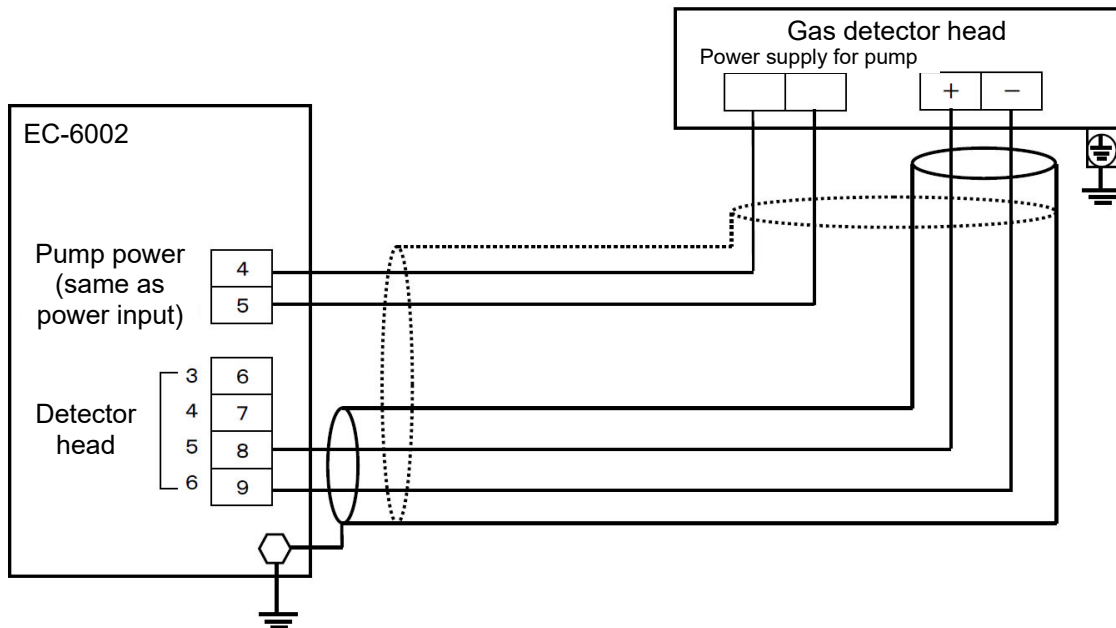 Gas detector head
Power supply for pump
+ −
EC-6002
Pump power
(same as
power input)
4
5
Detector
head
3 6
4 7
5 8
6 9